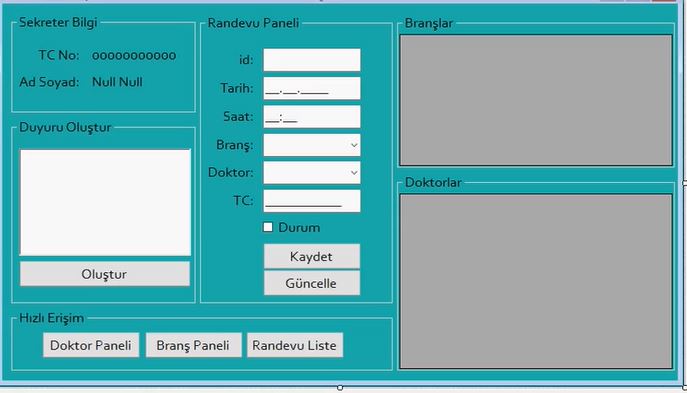 Sekreter Bilgi
TC No: 00000000000
Ad Soyad: Null Null
Duyuru Oluştur
Oluştur
Randevu Paneli
id:
Tarih: __.__.____
Saat: __:__
Branş:
Doktor:
TC: ___________
Durum
Kaydet
Güncelle
Hızlı Erişim
Doktor Paneli Branş Paneli Randevu Liste
Branşlar
Doktorlar